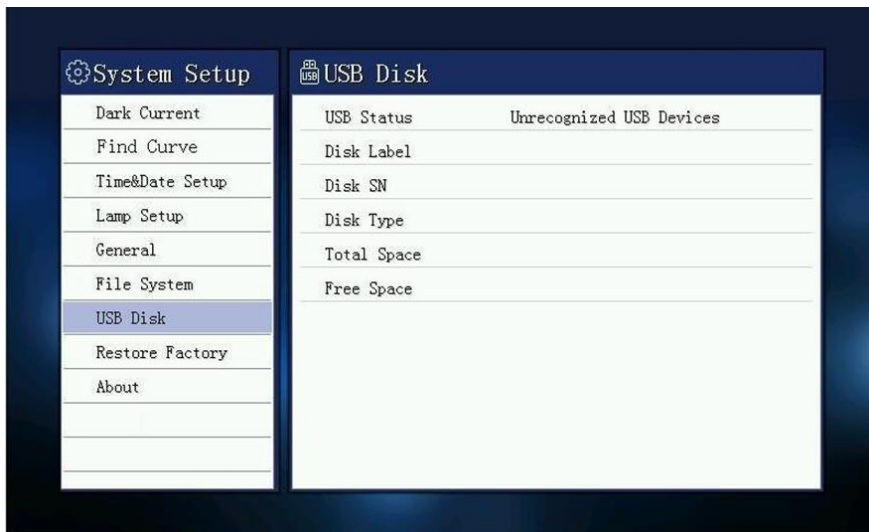 System Setup
Dark Current
Find Curve
Time&Date Setup
Lamp Setup
General
File System
USB Disk
Restore Factory
About
USB USB Disk
USB Status Unrecognized USB Devices
Disk Label
Disk SN
Disk Type
Total Space
Free Space